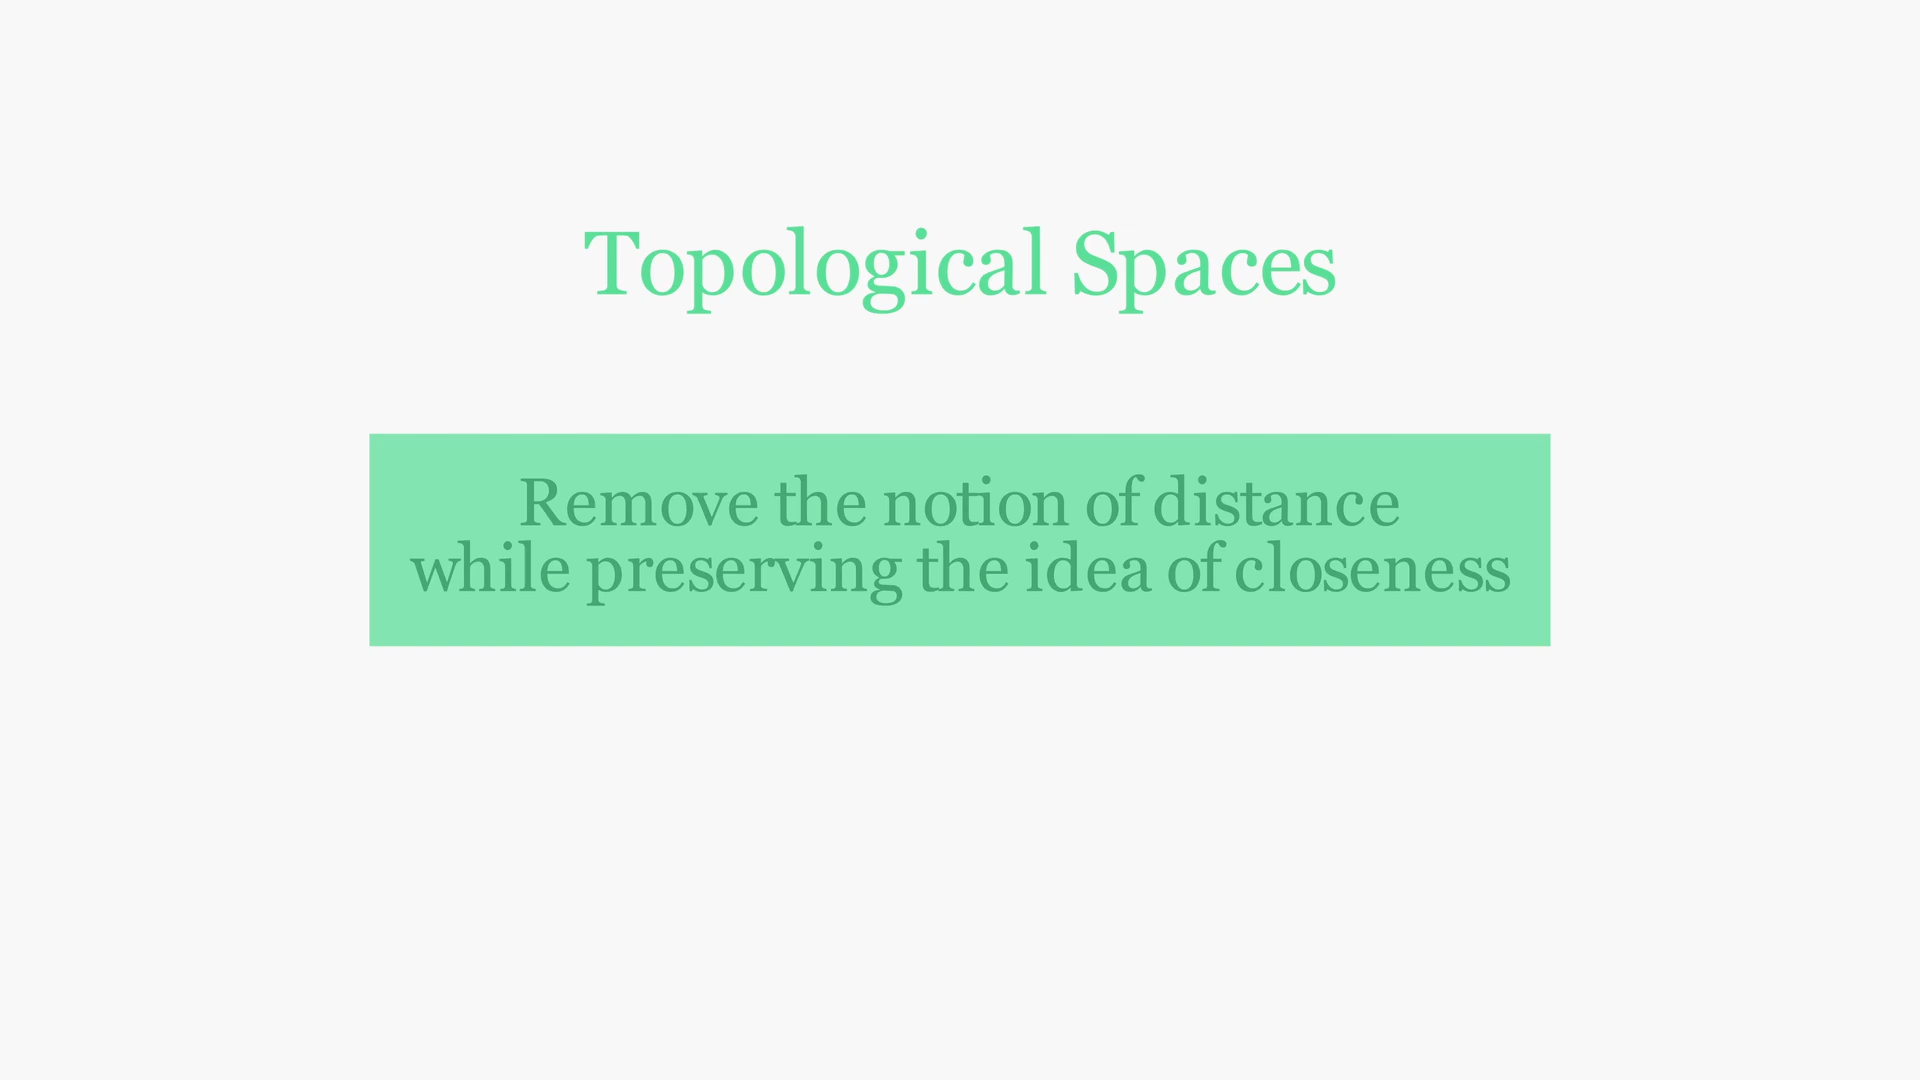 Topological Spaces
Remove the notion of distance
while preserving the idea of closeness